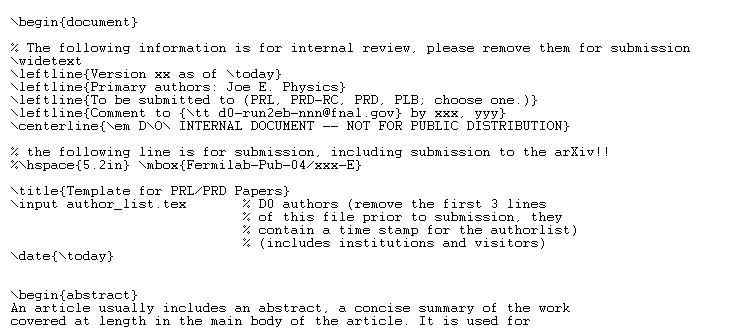 \begin{document}
% The following information is for internal review, please remove them for submission
\widetext
\leftline{Version xx as of \today}
\leftline{Primary authors: Joe E. Physics}
\leftline{To be submitted to (PRL, PRD-RC, PRD, PLB; choose one.)}
\leftline{Comment to {\tt d0-run2eb-nnn@fnal.gov} by xxx, yyy}
\centerline{\em D\O\ INTERNAL DOCUMENT -- NOT FOR PUBLIC DISTRIBUTION}
% the following line is for submission, including submission to the arXiv!!
%\hspace{5.2in} \mbox{Fermilab-Pub-04/xxx-E}
\title{Template for PRL/PRD Papers}
\input author_list.tex       % D0 authors (remove the first 3 lines
                             % of this file prior to submission, they
                             % contain a time stamp for the authorlist)
                             % (includes institutions and visitors)
\date{\today}
\begin{abstract}
An article usually includes an abstract, a concise summary of the work
covered at length in the main body of the article. It is used for